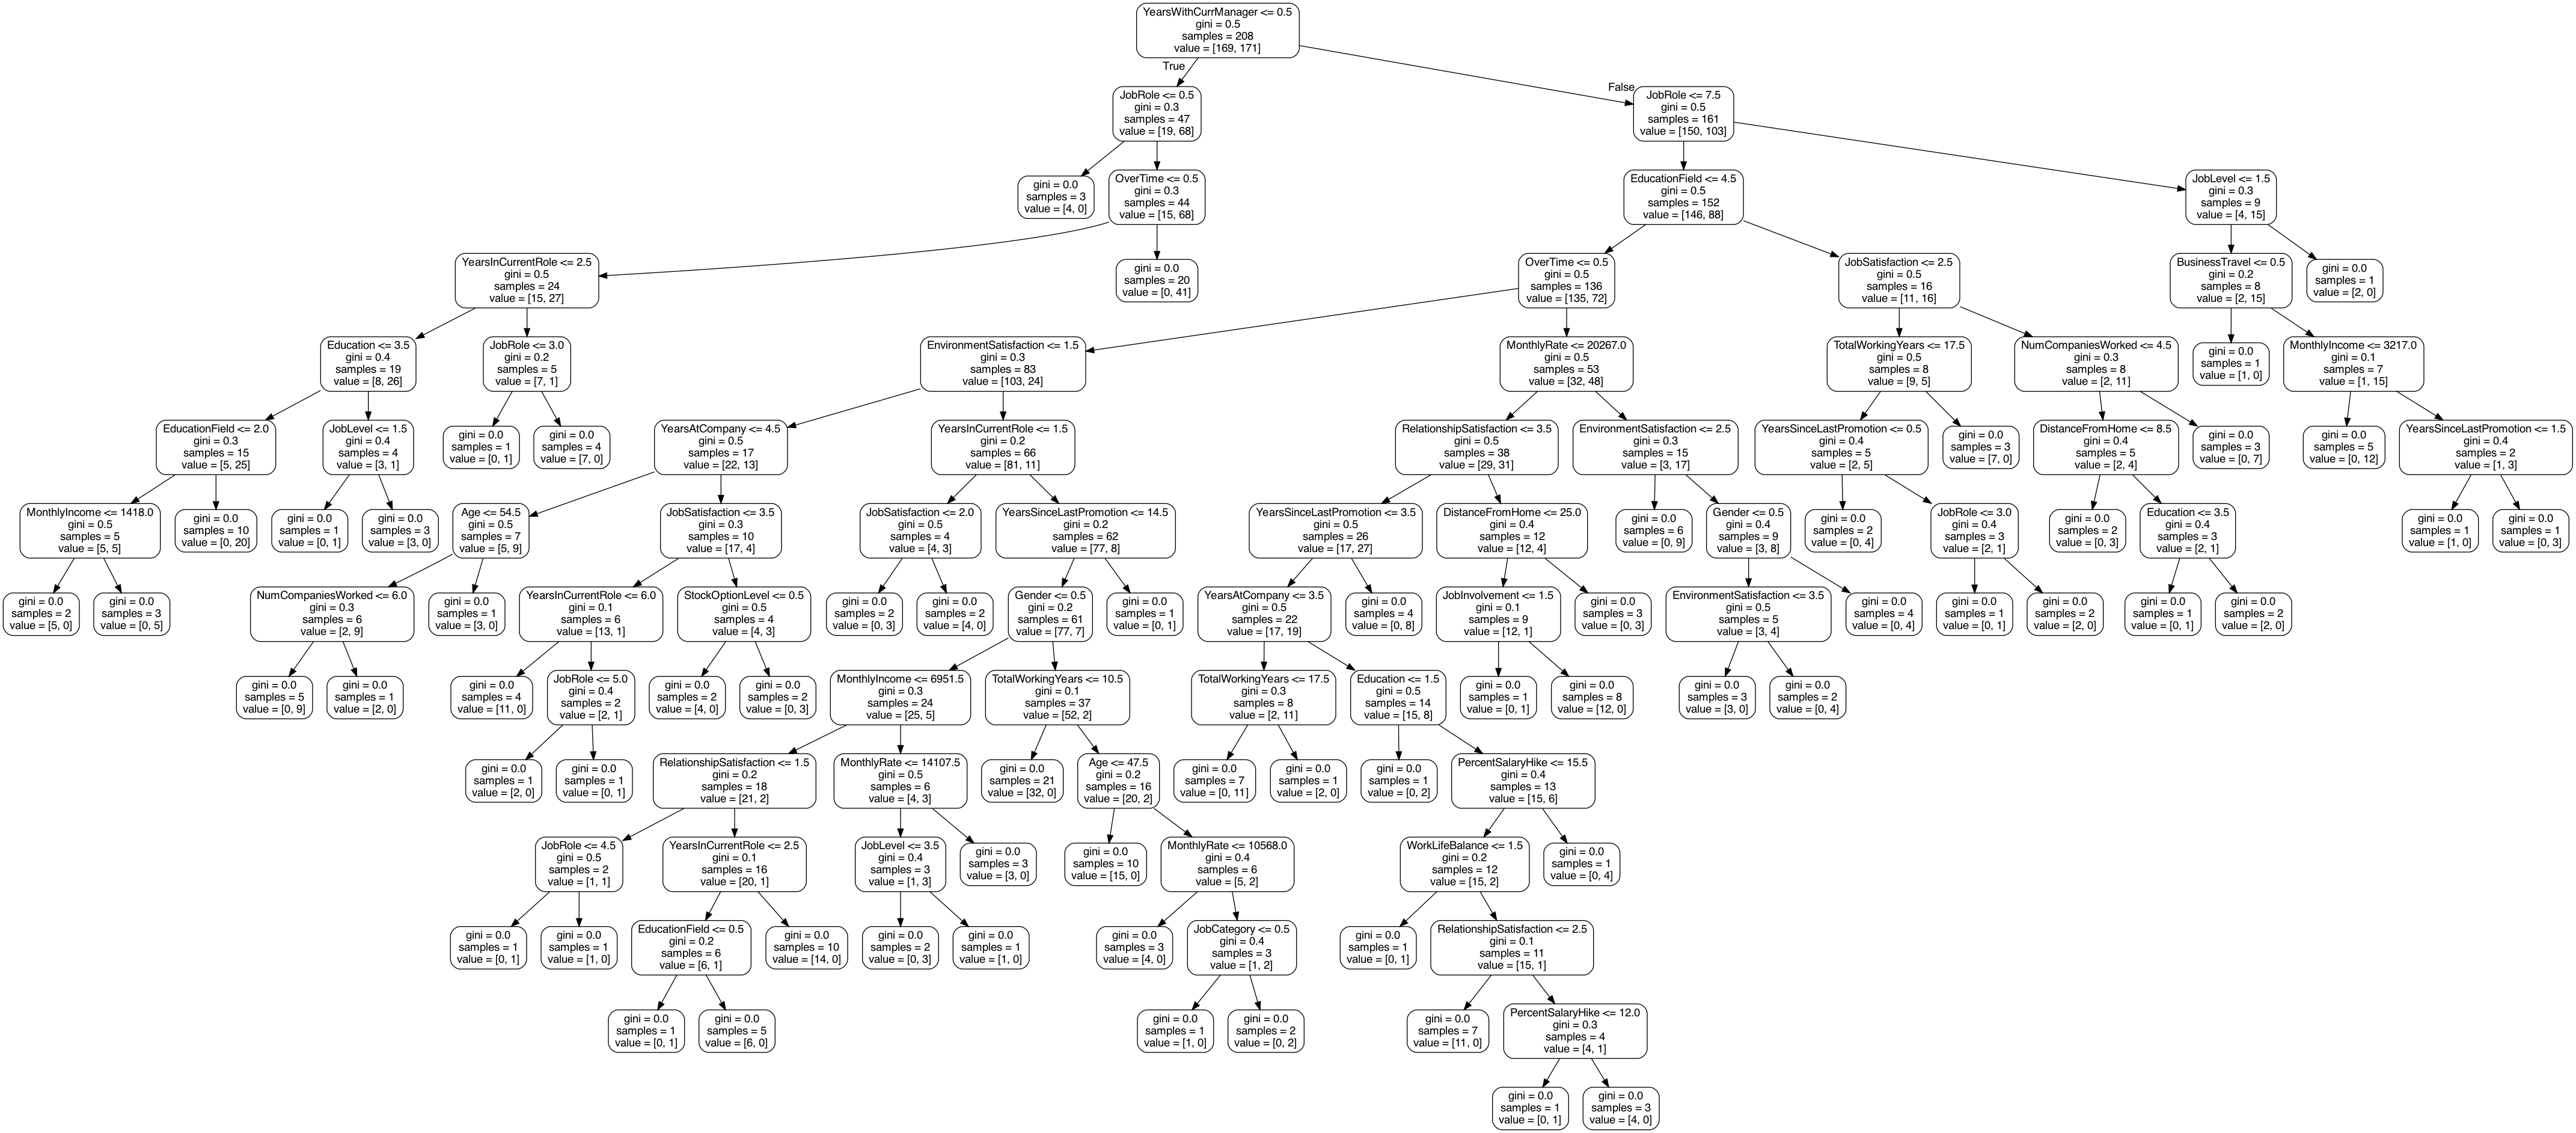 YearsWithCurrManager <= 0.5
gini = 0.5
samples = 208
value = [169, 171]
True
False
JobRole <= 0.5
gini = 0.3
samples = 47
value = [19, 68]
JobRole <= 7.5
gini = 0.5
samples = 161
value = [150, 103]
gini = 0.0
samples = 3
value = [4, 0]
OverTime <= 0.5
gini = 0.3
samples = 44
value = [15, 68]
EducationField <= 4.5
gini = 0.5
samples = 152
value = [146, 88]
JobLevel <= 1.5
gini = 0.3
samples = 9
value = [4, 15]
YearsInCurrentRole <= 2.5
gini = 0.5
samples = 24
value = [15, 27]
gini = 0.0
samples = 20
value = [0, 41]
OverTime <= 0.5
gini = 0.5
samples = 136
value = [135, 72]
JobSatisfaction <= 2.5
gini = 0.5
samples = 16
value = [11, 16]
BusinessTravel <= 0.5
gini = 0.2
samples = 8
value = [2, 15]
gini = 0.0
samples = 1
value = [2, 0]
Education <= 3.5
gini = 0.4
samples = 19
value = [8, 26]
JobRole <= 3.0
gini = 0.2
samples = 5
value = [7, 1]
EnvironmentSatisfaction <= 1.5
gini = 0.3
samples = 83
value = [103, 24]
MonthlyRate <= 20267.0
gini = 0.5
samples = 53
value = [32, 48]
TotalWorkingYears <= 17.5
gini = 0.5
samples = 8
value = [9, 5]
NumCompaniesWorked <= 4.5
gini = 0.3
samples = 8
value = [2, 11]
gini = 0.0
samples = 1
value = [1, 0]
MonthlyIncome <= 3217.0
gini = 0.1
samples = 7
value = [1, 15]
EducationField <= 2.0
gini = 0.3
samples = 15
value = [5, 25]
JobLevel <= 1.5
gini = 0.4
samples = 4
value = [3, 1]
gini = 0.0
samples = 1
value = [0, 1]
gini = 0.0
samples = 4
value = [7, 0]
YearsAtCompany <= 4.5
gini = 0.5
samples = 17
value = [22, 13]
YearsInCurrentRole <= 1.5
gini = 0.2
samples = 66
value = [81, 11]
RelationshipSatisfaction <= 3.5
gini = 0.5
samples = 38
value = [29, 31]
EnvironmentSatisfaction <= 2.5
gini = 0.3
samples = 15
value = [3, 17]
YearsSinceLastPromotion <= 0.5
gini = 0.4
samples = 5
value = [2, 5]
gini = 0.0
samples = 3
value = [7, 0]
DistanceFromHome <= 8.5
gini = 0.4
samples = 5
value = [2, 4]
gini = 0.0
samples = 3
value = [0, 7]
gini = 0.0
samples = 5
value = [0, 12]
YearsSinceLastPromotion <= 1.5
gini = 0.4
samples = 2
value = [1, 3]
MonthlyIncome <= 1418.0
gini = 0.5
samples = 5
value = [5, 5]
gini = 0.0
samples = 10
value = [0, 20]
gini = 0.0
samples = 1
value = [0, 1]
gini = 0.0
samples = 3
value = [3, 0]
Age <= 54.5
gini = 0.5
samples = 7
value = [5, 9]
JobSatisfaction <= 3.5
gini = 0.3
samples = 10
value = [17, 4]
JobSatisfaction <= 2.0
gini = 0.5
samples = 4
value = [4, 3]
YearsSinceLastPromotion <= 14.5
gini = 0.2
samples = 62
value = [77, 8]
YearsSinceLastPromotion <= 3.5
gini = 0.5
samples = 26
value = [17, 27]
DistanceFromHome <= 25.0
gini = 0.4
samples = 12
value = [12, 4]
gini = 0.0
samples = 6
value = [0, 9]
Gender <= 0.5
gini = 0.4
samples = 9
value = [3, 8]
gini = 0.0
samples = 2
value = [0, 4]
JobRole <= 3.0
gini = 0.4
samples = 3
value = [2, 1]
gini = 0.0
samples = 2
value = [0, 3]
Education <= 3.5
gini = 0.4
samples = 3
value = [2, 1]
gini = 0.0
samples = 1
value = [1, 0]
gini = 0.0
samples = 1
value = [0, 3]
gini = 0.0
samples = 2
value = [5, 0]
gini = 0.0
samples = 3
value = [0, 5]
NumCompaniesWorked <= 6.0
gini = 0.3
samples = 6
value = [2, 9]
gini = 0.0
samples = 1
value = [3, 0]
YearsInCurrentRole <= 6.0
gini = 0.1
samples = 6
value = [13, 1]
StockOptionLevel <= 0.5
gini = 0.5
samples = 4
value = [4, 3]
gini = 0.0
samples = 2
value = [0, 3]
gini = 0.0
samples = 2
value = [4, 0]
Gender <= 0.5
gini = 0.2
samples = 61
value = [77, 7]
gini = 0.0
samples = 1
value = [0, 1]
YearsAtCompany <= 3.5
gini = 0.5
samples = 22
value = [17, 19]
gini = 0.0
samples = 4
value = [0, 8]
JobInvolvement <= 1.5
gini = 0.1
samples = 9
value = [12, 1]
gini = 0.0
samples = 3
value = [0, 3]
EnvironmentSatisfaction <= 3.5
gini = 0.5
samples = 5
value = [3, 4]
gini = 0.0
samples = 4
value = [0, 4]
gini = 0.0
samples = 1
value = [0, 1]
gini = 0.0
samples = 2
value = [2, 0]
gini = 0.0
samples = 1
value = [0, 1]
gini = 0.0
samples = 2
value = [2, 0]
gini = 0.0
samples = 5
value = [0, 9]
gini = 0.0
samples = 1
value = [2, 0]
gini = 0.0
samples = 4
value = [11, 0]
JobRole <= 5.0
gini = 0.4
samples = 2
value = [2, 1]
gini = 0.0
samples = 2
value = [4, 0]
gini = 0.0
samples = 2
value = [0, 3]
MonthlyIncome <= 6951.5
gini = 0.3
samples = 24
value = [25, 5]
TotalWorkingYears <= 10.5
gini = 0.1
samples = 37
value = [52, 2]
TotalWorkingYears <= 17.5
gini = 0.3
samples = 8
value = [2, 11]
Education <= 1.5
gini = 0.5
samples = 14
value = [15, 8]
gini = 0.0
samples = 1
value = [0, 1]
gini = 0.0
samples = 8
value = [12, 0]
gini = 0.0
samples = 3
value = [3, 0]
gini = 0.0
samples = 2
value = [0, 4]
gini = 0.0
samples = 1
value = [2, 0]
gini = 0.0
samples = 1
value = [0, 1]
RelationshipSatisfaction <= 1.5
gini = 0.2
samples = 18
value = [21, 2]
MonthlyRate <= 14107.5
gini = 0.5
samples = 6
value = [4, 3]
gini = 0.0
samples = 21
value = [32, 0]
Age <= 47.5
gini = 0.2
samples = 16
value = [20, 2]
gini = 0.0
samples = 7
value = [0, 11]
gini = 0.0
samples = 1
value = [2, 0]
gini = 0.0
samples = 1
value = [0, 2]
PercentSalaryHike <= 15.5
gini = 0.4
samples = 13
value = [15, 6]
JobRole <= 4.5
gini = 0.5
samples = 2
value = [1, 1]
YearsInCurrentRole <= 2.5
gini = 0.1
samples = 16
value = [20, 1]
JobLevel <= 3.5
gini = 0.4
samples = 3
value = [1, 3]
gini = 0.0
samples = 3
value = [3, 0]
gini = 0.0
samples = 10
value = [15, 0]
MonthlyRate <= 10568.0
gini = 0.4
samples = 6
value = [5, 2]
WorkLifeBalance <= 1.5
gini = 0.2
samples = 12
value = [15, 2]
gini = 0.0
samples = 1
value = [0, 4]
gini = 0.0
samples = 1
value = [0, 1]
gini = 0.0
samples = 1
value = [1, 0]
EducationField <= 0.5
gini = 0.2
samples = 6
value = [6, 1]
gini = 0.0
samples = 10
value = [14, 0]
gini = 0.0
samples = 2
value = [0, 3]
gini = 0.0
samples = 1
value = [1, 0]
gini = 0.0
samples = 3
value = [4, 0]
JobCategory <= 0.5
gini = 0.4
samples = 3
value = [1, 2]
gini = 0.0
samples = 1
value = [0, 1]
RelationshipSatisfaction <= 2.5
gini = 0.1
samples = 11
value = [15, 1]
gini = 0.0
samples = 1
value = [0, 1]
gini = 0.0
samples = 5
value = [6, 0]
gini = 0.0
samples = 1
value = [1, 0]
gini = 0.0
samples = 2
value = [0, 2]
gini = 0.0
samples = 7
value = [11, 0]
PercentSalaryHike <= 12.0
gini = 0.3
samples = 4
value = [4, 1]
gini = 0.0
samples = 1
value = [0, 1]
gini = 0.0
samples = 3
value = [4, 0]